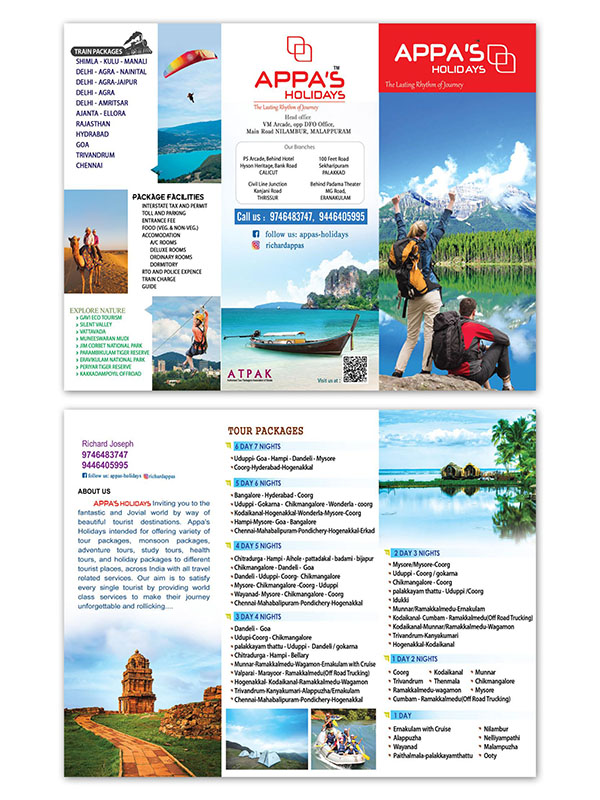 TRAIN PACKAGES
SHIMLA - KULU - MANALI
DELHI - AGRA - NAINITAL
DELHI - AGRA-JAIPUR
DELHI - AGRA
DELHI - AMRITSAR
AJANTA - ELLORA
RAJASTHAN
HYDRABAD
GOA
TRIVANDRUM
CHENNAI
PACKAGE FACILITIES
INTERSTATE TAX AND PERMIT
TOLL AND PARKING
ENTRANCE FEE
FOOD (VEG. & NON-VEG.)
ACCOMODATION
A/C ROOMS
DELUXE ROOMS
ORDINARY ROOMS
DORMITORY
RTO AND POLICE EXPENCE
TRAIN CHARGE
GUIDE
EXPLORE NATURE
GAVI ECO TOURISM
SILENT VALLEY
VATTAVADA
MUNEESWARAN MUDI
JIM CORBET NATIONAL PARK
PARAMBIKULAM TIGER RESERVE
ERAVIKULAM NATIONAL PARK
PERIYAR TIGER RESERVE
KAKKADAMPOYIL OFFROAD
APPA'S TM
HOLIDAYS
The Lasting Rhythm of Journey
Head office
VM Arcade, opp DFO Office,
Main Road NILAMBUR, MALAPPURAM
Our Branches
PS Arcade, Behind Hotel
Hyson Heritage, Bank Road
CALICUT
100 Feet Road
Sekharipuram
PALAKKAD
Civil Line Junction
Kanjani Road
THRISSUR
Behind Padama Theater
MG Road,
ERANAKULAM
Call us : 9746483747, 9446405995
follow us: appas-holidays
richardappas
ATPAK
Visit us at :
APPA'S TM
HOLIDAYS
The Lasting Rhythm of Journey
Richard Joseph
9746483747
9446405995
follow us: appas-holidays richardappas
ABOUT US
APPA'S HOLIDAYS Inviting you to the
fantastic and Jovial world by way of
beautiful tourist destinations. Appa's
Holidays intended for offering variety of
tour packages, monsoon packages,
adventure tours, study tours, health
tours, and holiday packages to different
tourist places, across India with all travel
related services. Our aim is to satisfy
every single tourist by providing world
class services to make their journey
unforgettable and rollicking....
TOUR PACKAGES
6 DAY 7 NIGHTS
Uduppi- Goa - Hampi - Dandeli - Mysore
Coorg-Hyderabad-Hogenakkal
5 DAY 6 NIGHTS
Bangalore - Hyderabad - Coorg
Uduppi - Gokarna - Chikmangalore - Wonderla - coorg
Kodaikanal-Hogenakkal-Wonderla-Mysore-Coorg
Hampi-Mysore- Goa - Bangalore
Chennai-Mahabalipuram-Pondichery-Hogenakkal-Erkad
4 DAY 5 NIGHTS
Chitradurga - Hampi - Aihole - pattadakal - badami - bijapur
Chikmangalore - Dandeli - Goa
Dandeli - Uduppi- Coorg- Chikmangalore
Mysore- Chikmangalore -Coorg - Uduppi
Wayanad- Mysore - Chikmangalore - Coorg
Chennai-Mahabalipuram-Pondichery-Hogenakkal
3 DAY 4 NIGHTS
Dandeli - Goa
Udupi-Coorg - Chikmangalore
palakkayam thattu - Uduppi - Dandeli / gokarna
Chitradurga - Hampi - Bellary
Munnar-Ramakkalmedu-Wagamon-Ernakulam with Cruise
Valparai - Marayoor - Ramakkalmedu(Off Road Trucking)
Hogenakkal- Kodaikanal-Ramakkalmedu-Wagamon
Trivandrum-Kanyakumari-Alappuzha/Ernakulam
Chennai-Mahabalipuram-Pondichery-Hogenakkal
2 DAY 3 NIGHTS
Mysore/Mysore-Coorg
Uduppi - Coorg / gokarna
Chikmangalore - Coorg
palakkayam thattu - Uduppi /Coorg
Idukki
Munnar/Ramakkalmedu-Ernakulam
Kodaikanal- Cumbam - Ramakkalmedu(Off Road Trucking)
Kodaikanal-Munnar/Ramakkalmedu-Wagamon
Trivandrum-Kanyakumari
Hogenakkal-Kodaikanal
1 DAY 2 NIGHTS
Coorg Kodaikanal Munnar
Trivandrum Thenmala Chikmangalore
Ramakkalmedu-wagamon Mysore
Cumbam - Ramakkalmedu(Off Road Trucking)
1 DAY
Ernakulam with Cruise Nilambur
Alappuzha Nelliyampathi
Wayanad Malampuzha
Paithalmala-palakkayamthattu Ooty